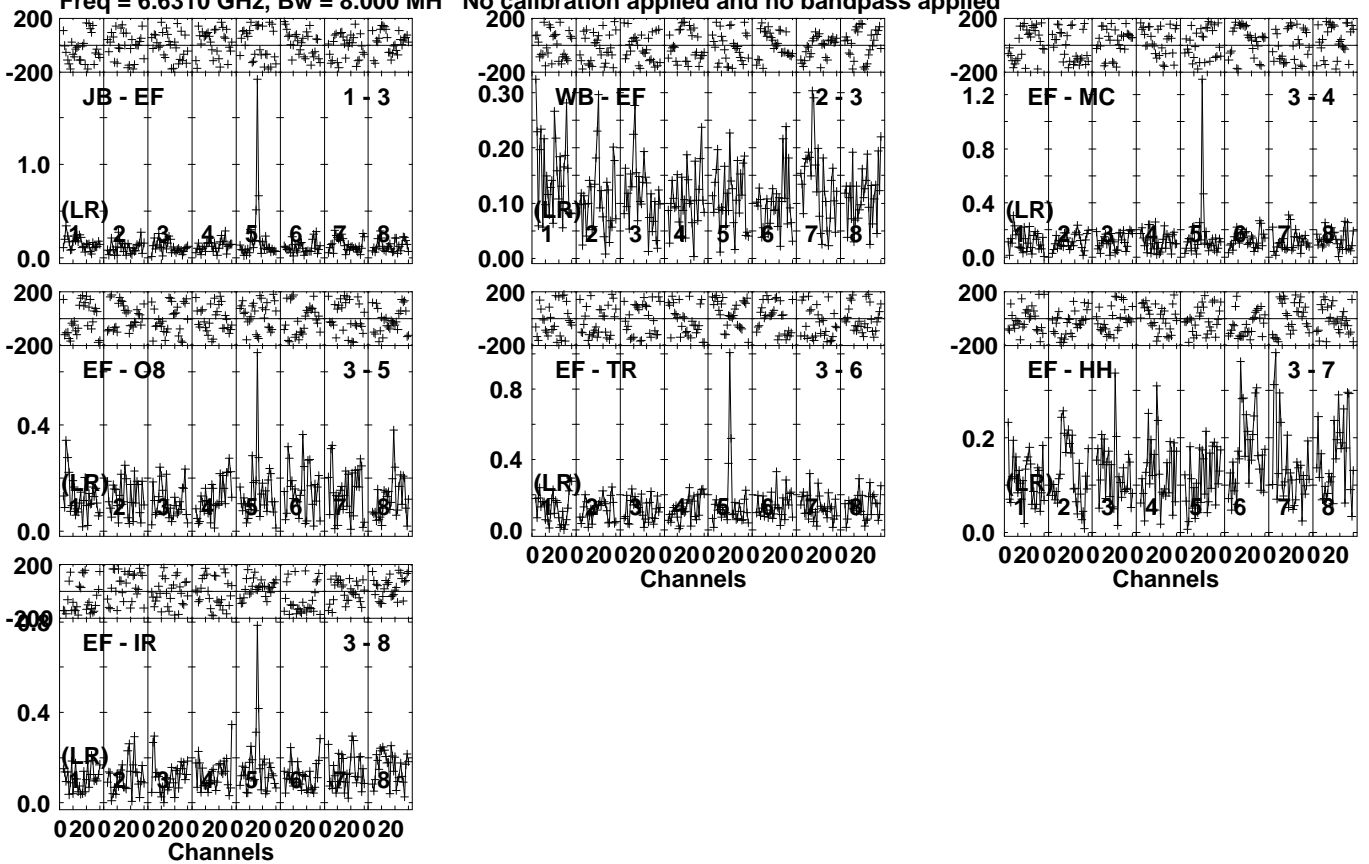 Freq = 6.6310 GHz, Bw = 8.000 MH No calibration applied and no bandpass applied
200
-200
JB - EF 1 - 3
1.0
(LR)
1 2 3 4 5 6 7 8
0.0
200
-200
0.30
WB - EF 2 - 3
0.20
0.10
(LR)
1 2 3 4 5 6 7 8
0.00
200
-200
1.2
EF - MC 3 - 4
0.8
0.4
(LR)
1 2 3 4 5 6 7 8
0.0
200
-200
EF - O8 3 - 5
0.4
(LR)
1 2 3 4 5 6 7 8
0.0
200
-200
EF - TR 3 - 6
0.8
0.4
(LR)
1 2 3 4 5 6 7 8
0.0
0 20 0 20 0 20 0 20 0 20 0 20 0 20 0 20
Channels
200
-200
EF - HH 3 - 7
0.2
(LR)
1 2 3 4 5 6 7 8
0.0
0 20 0 20 0 20 0 20 0 20 0 20 0 20 0 20
Channels
200
-200
0.8
EF - IR 3 - 8
0.4
(LR)
1 2 3 4 5 6 7 8
0.0
0 20 0 20 0 20 0 20 0 20 0 20 0 20 0 20
Channels